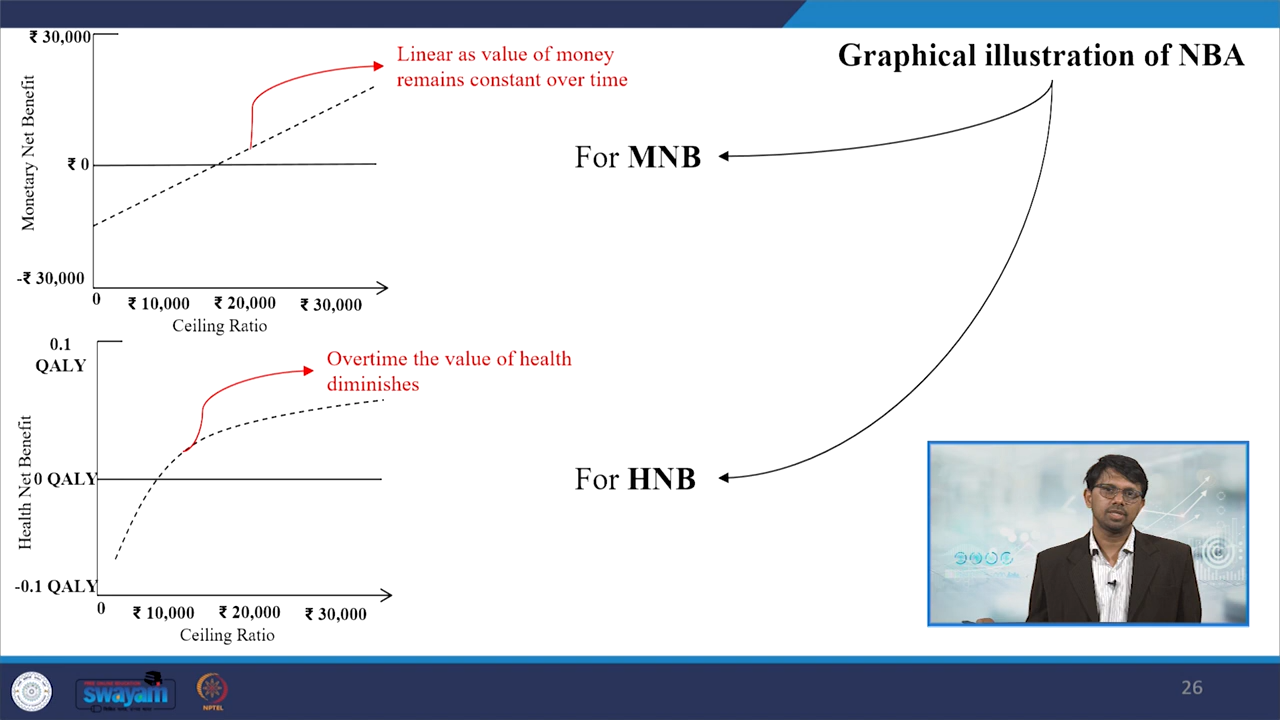 Graphical illustration of NBA
₹ 30,000
₹ 0
-₹ 30,000
Monetary Net Benefit
0
₹ 10,000
₹ 20,000
₹ 30,000
Ceiling Ratio
Linear as value of money
remains constant over time
For MNB
0.1
QALY
0 QALY
-0.1 QALY
Health Net Benefit
0
₹ 10,000
₹ 20,000
₹ 30,000
Ceiling Ratio
Overtime the value of health
diminishes
For HNB
swayam
NPTEL
26